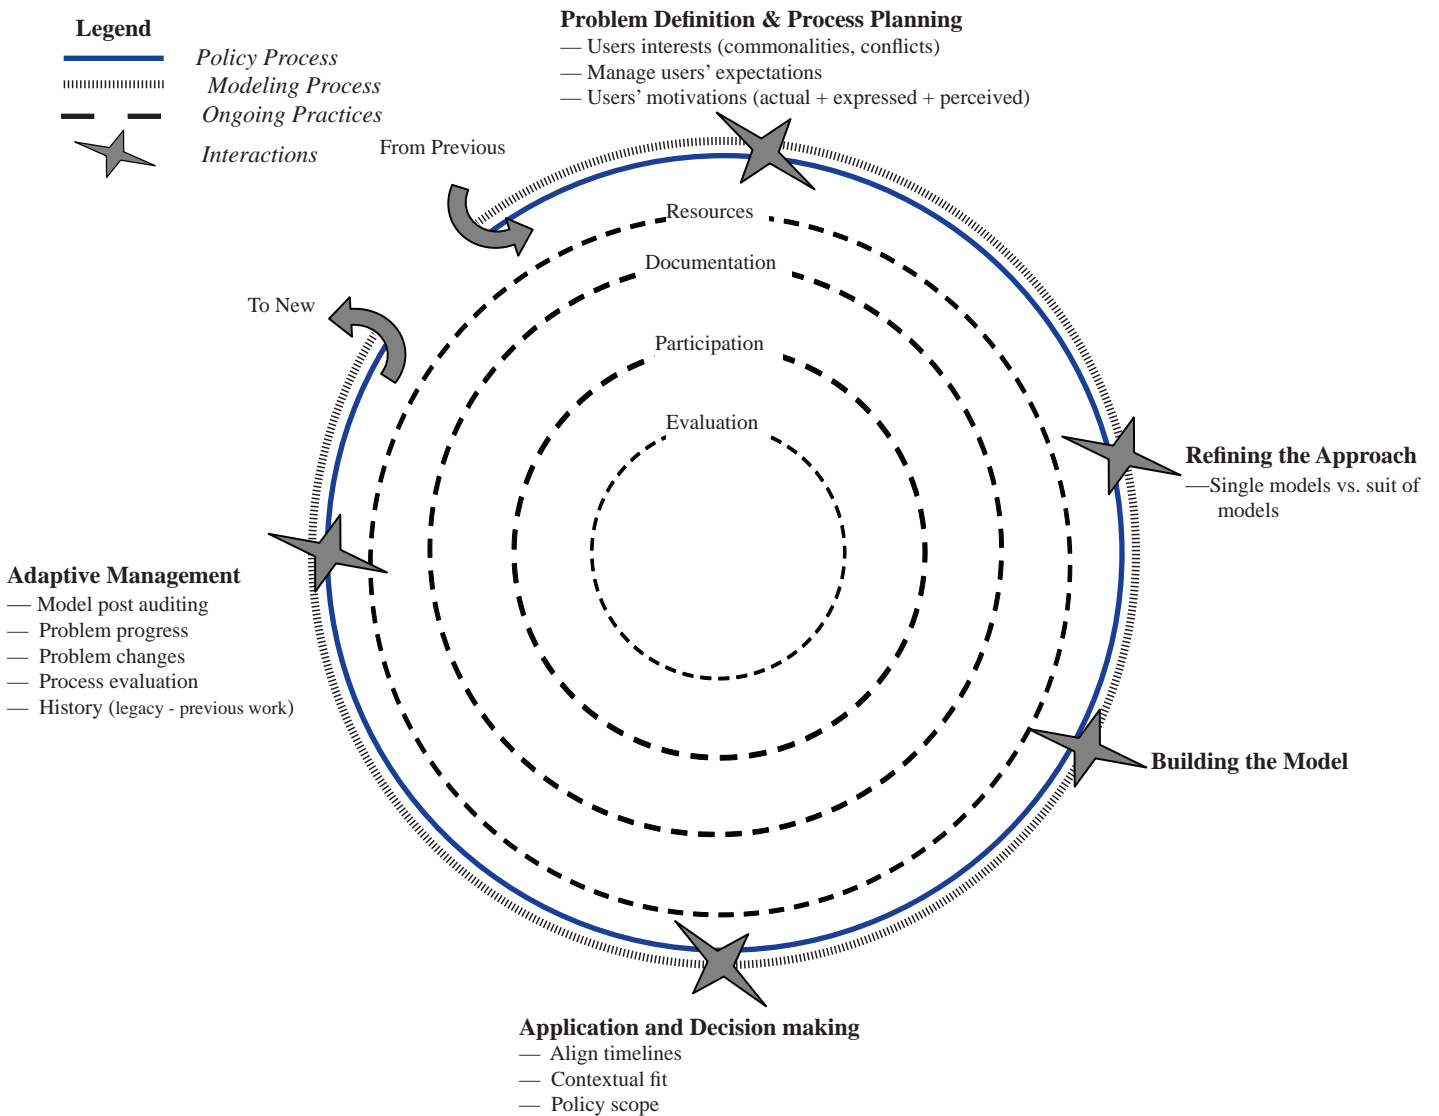 Legend
Policy Process
Modeling Process
Ongoing Practices
Interactions
Problem Definition & Process Planning
— Users interests (commonalities, conflicts)
— Manage users’ expectations
— Users’ motivations (actual + expressed + perceived)
From Previous
To New
Resources
Documentation
Participation
Evaluation
Refining the Approach
—Single models vs. suit of
models
Building the Model
Adaptive Management
— Model post auditing
— Problem progress
— Problem changes
— Process evaluation
— History (legacy - previous work)
Application and Decision making
— Align timelines
— Contextual fit
— Policy scope